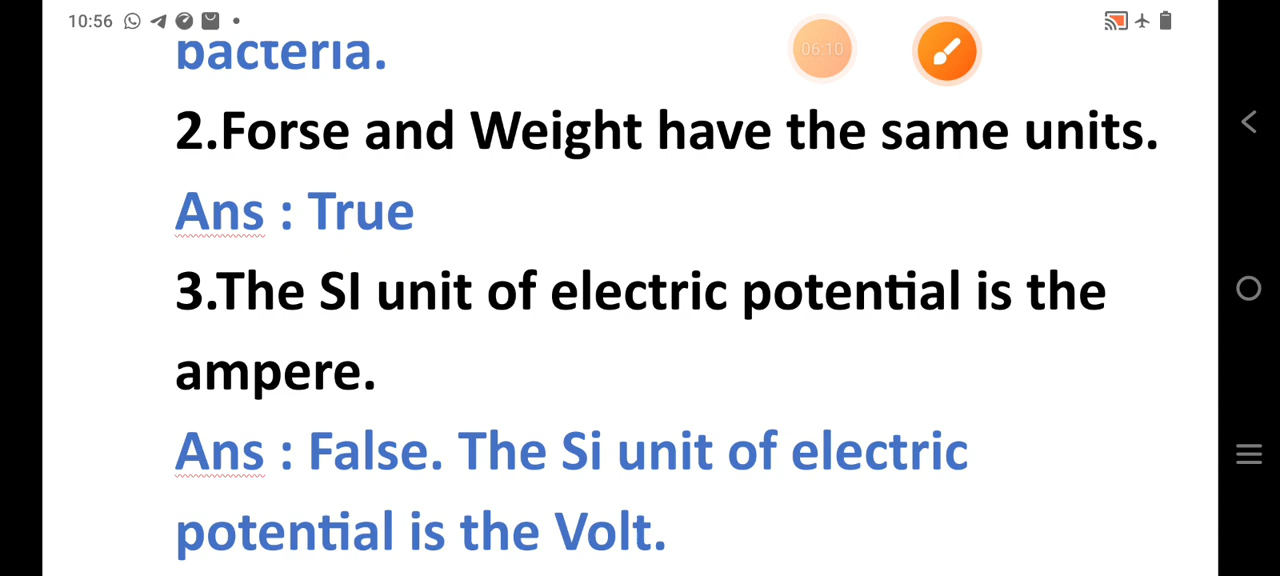 10:56
06:10
bacteria.
2.Forse and Weight have the same units.
Ans : True
3.The SI unit of electric potential is the
ampere.
Ans : False. The Si unit of electric
potential is the Volt.